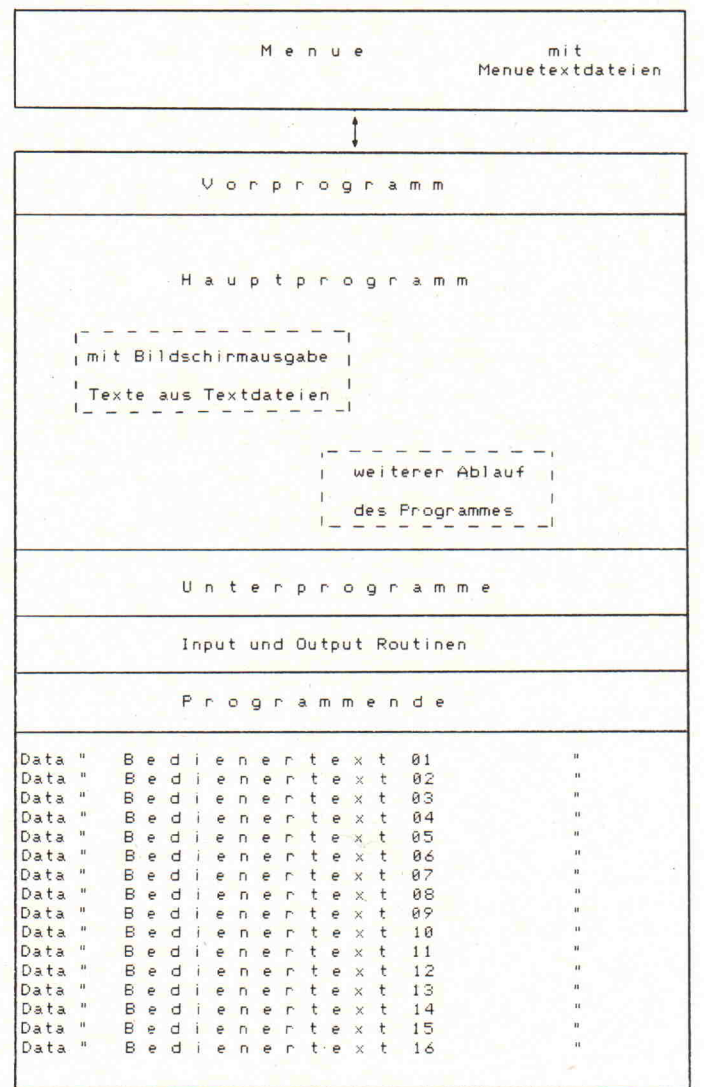 M e n u e mit
Menuetextdateien
V o r p r o g r a m m
H a u p t p r o g r a m m
mit Bildschirmausgabe
Texte aus Textdateien
weiterer Ablauf
des Programmes
U n t e r p r o g r a m m e
Input und Output Routinen
P r o g r a m m e n d e
Data " B e d i e n e r t e x t 01 "
Data " B e d i e n e r t e x t 02 "
Data " B e d i e n e r t e x t 03 "
Data " B e d i e n e r t e x t 04 "
Data " B e d i e n e r t e x t 05 "
Data " B e d i e n e r t e x t 06 "
Data " B e d i e n e r t e x t 07 "
Data " B e d i e n e r t e x t 08 "
Data " B e d i e n e r t e x t 09 "
Data " B e d i e n e r t e x t 10 "
Data " B e d i e n e r t e x t 11 "
Data " B e d i e n e r t e x t 12 "
Data " B e d i e n e r t e x t 13 "
Data " B e d i e n e r t e x t 14 "
Data " B e d i e n e r t e x t 15 "
Data " B e d i e n e r t e x t 16 "